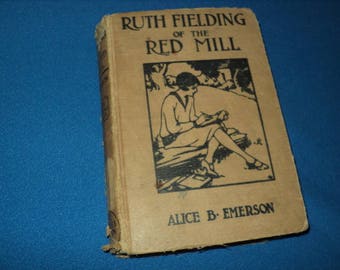 RUTH FIELDING
OF THE
RED MILL
ALICE B. EMERSON